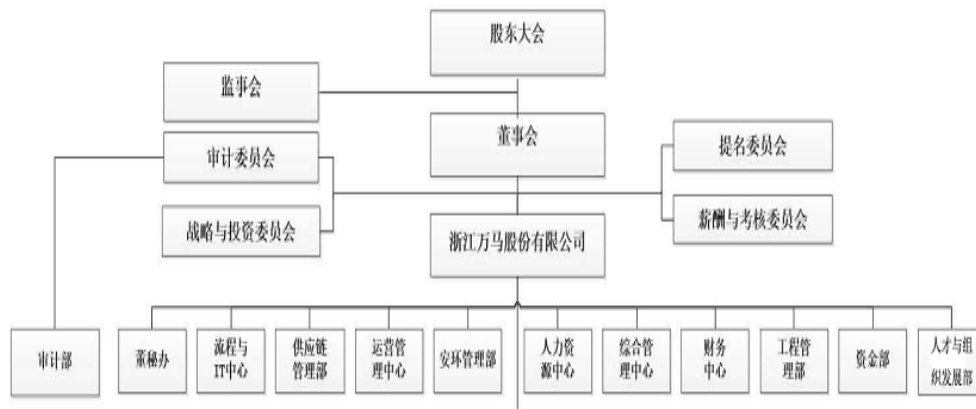 股东大会
监事会
董事会
审计委员会
提名委员会
战略与投资委员会
浙江万马股份有限公司
薪酬与考核委员会
审计部
董秘办
流程与
IT中心
供应链
管理部
运营管
理中心
安环管理部
人力资
源中心
综合管
理中心
财务
中心
工程管
理部
资金部
人才与组
织发展部